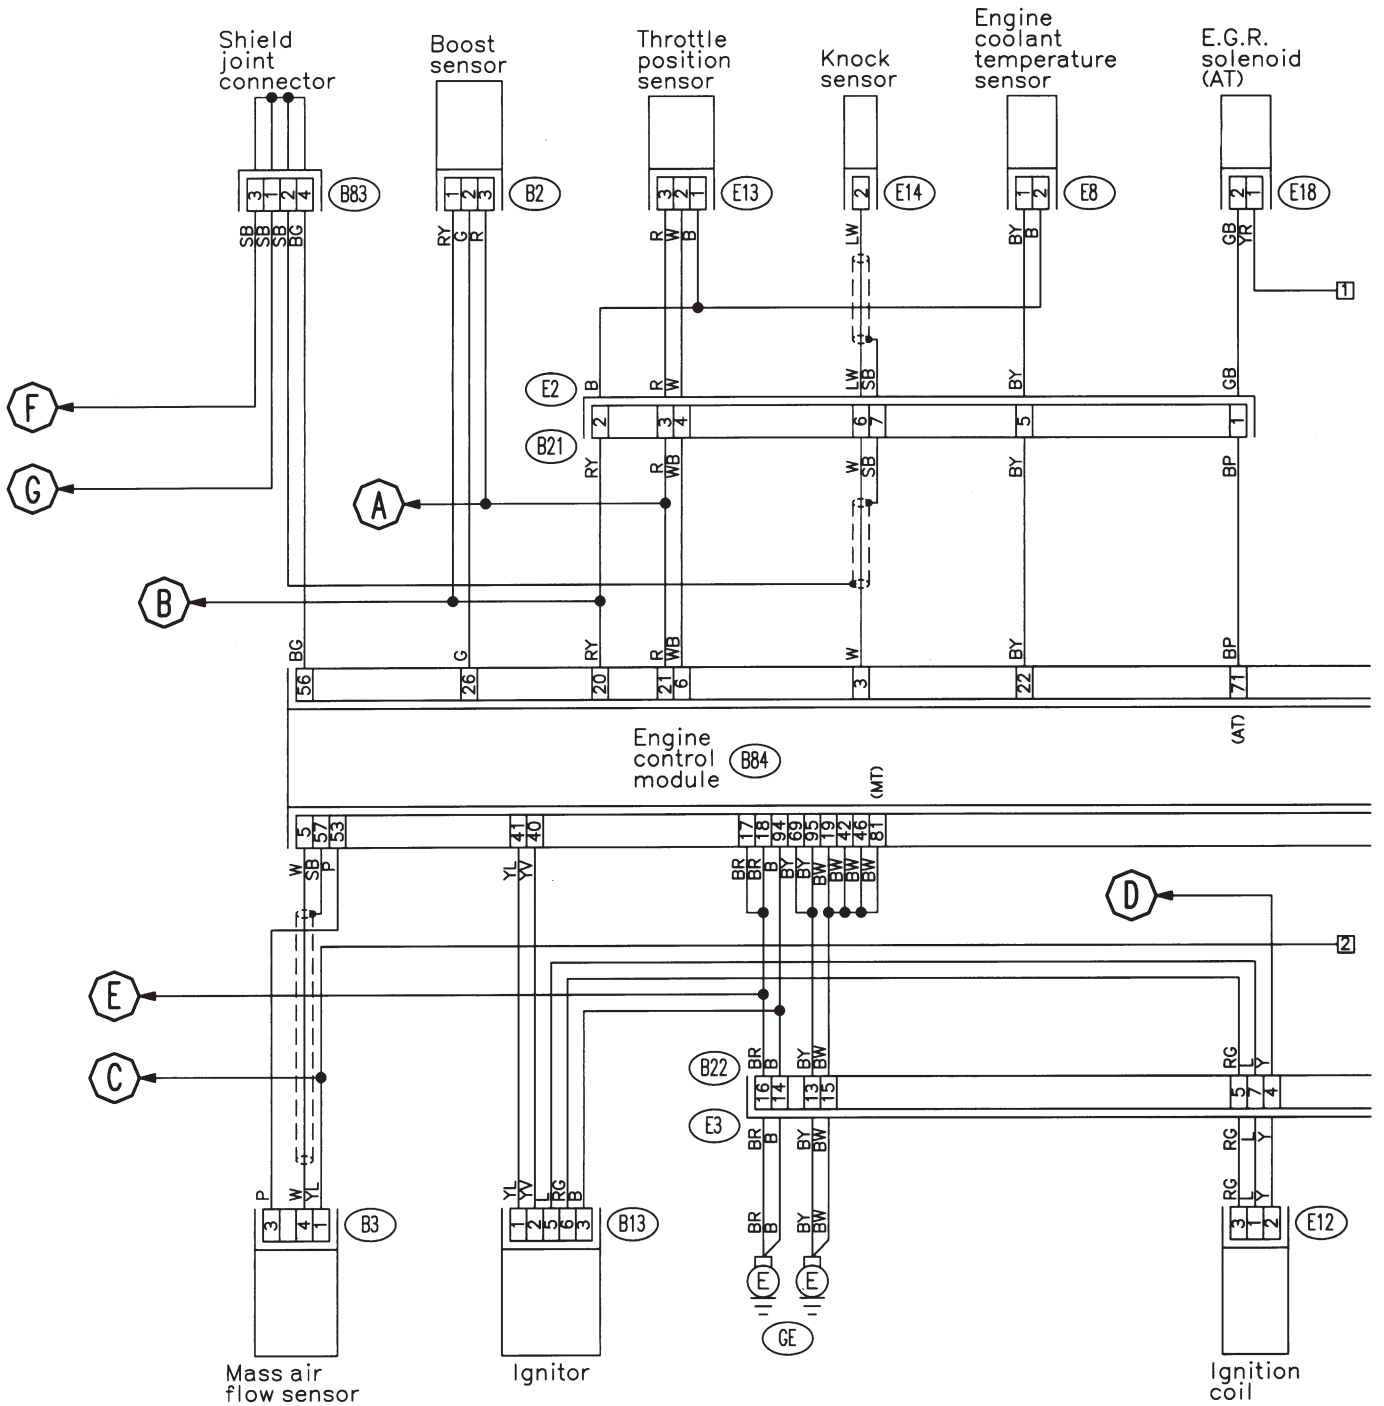 Shield
joint
connector
Boost
sensor
Throttle
position
sensor
Knock
sensor
Engine
coolant
temperature
sensor
E.G.R.
solenoid
(AT)
3 1 2 4
B83
1 2 3
B2
3 2 1
E13
2
E14
1 2
E8
2 1
E18
SB SB SB BG
RY G R
R W B
LW
BY B
GB YR
1
F
G
A
B
E2
B R W LW SB BY GB
2 3 4 6 7 5 1
B21
RY R WB W SB BY BP
BG G RY R WB W BY BP
56 26 20 21 6 3 22 71
(AT)
Engine
control
module
B84
(MT)
5 57 53 41 40 17 18 94 69 95 19 42 46 81
W SB P YL YV BR BR B BY BY BW BW BW BW
D
2
E
C
B22
BR B BY BW RG L Y
16 14 13 15 5 7 4
E3
BR B BY BW RG L Y
P W YL
YL YV L RG B
BR B BY BW
RG L Y
3 4 1
B3
1 2 5 6 3
B13
3 1 2
E12
E E
GE
Mass air
flow sensor
Ignitor
Ignition
coil